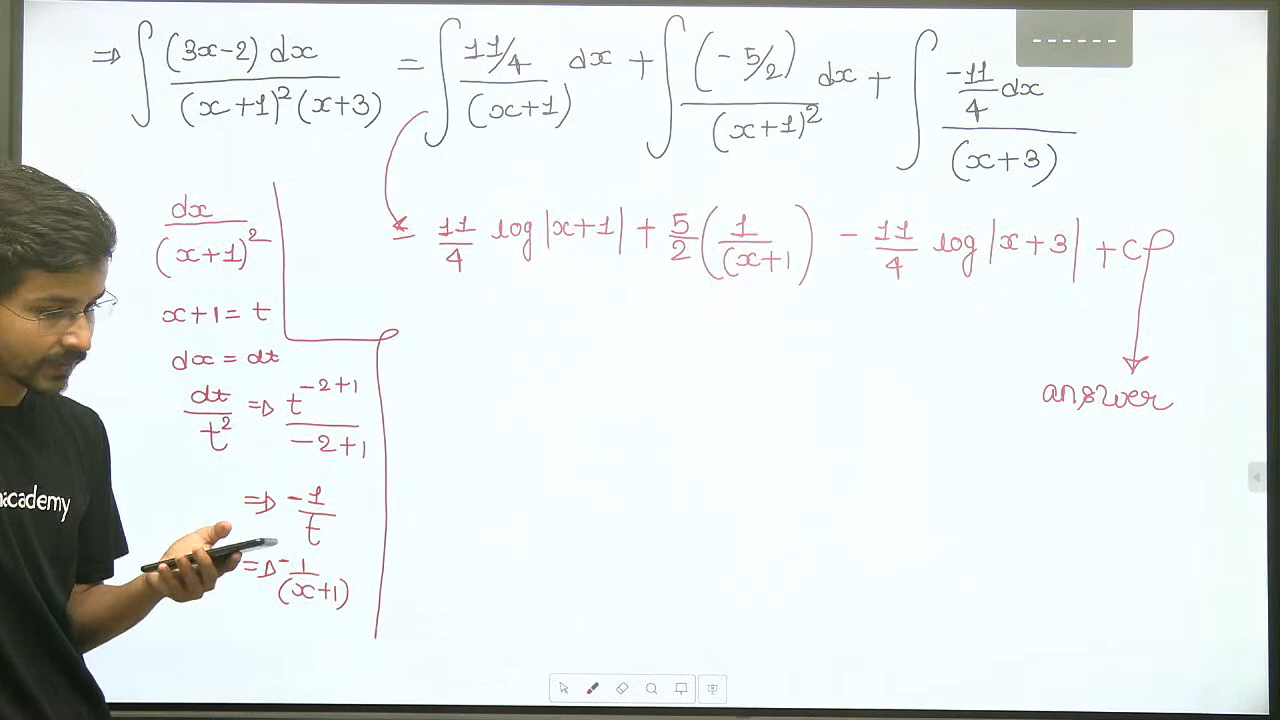 ⇒ ∫ (3x-2) dx / (x+1)² (x+3) = ∫ 11/4 / (x+1) dx + ∫ (-5/2) / (x+1)² dx + ∫ -11/4 dx / (x+3)
= 11/4 log|x+1| + 5/2 (1/(x+1) - 11/4 log|x+3| + c
answer
dx / (x+1)²
x+1 = t
dx = dt
dt / t² ⇒ t^(-2+1) / -2+1
⇒ -1/t
⇒ -1/(x+1)
academy